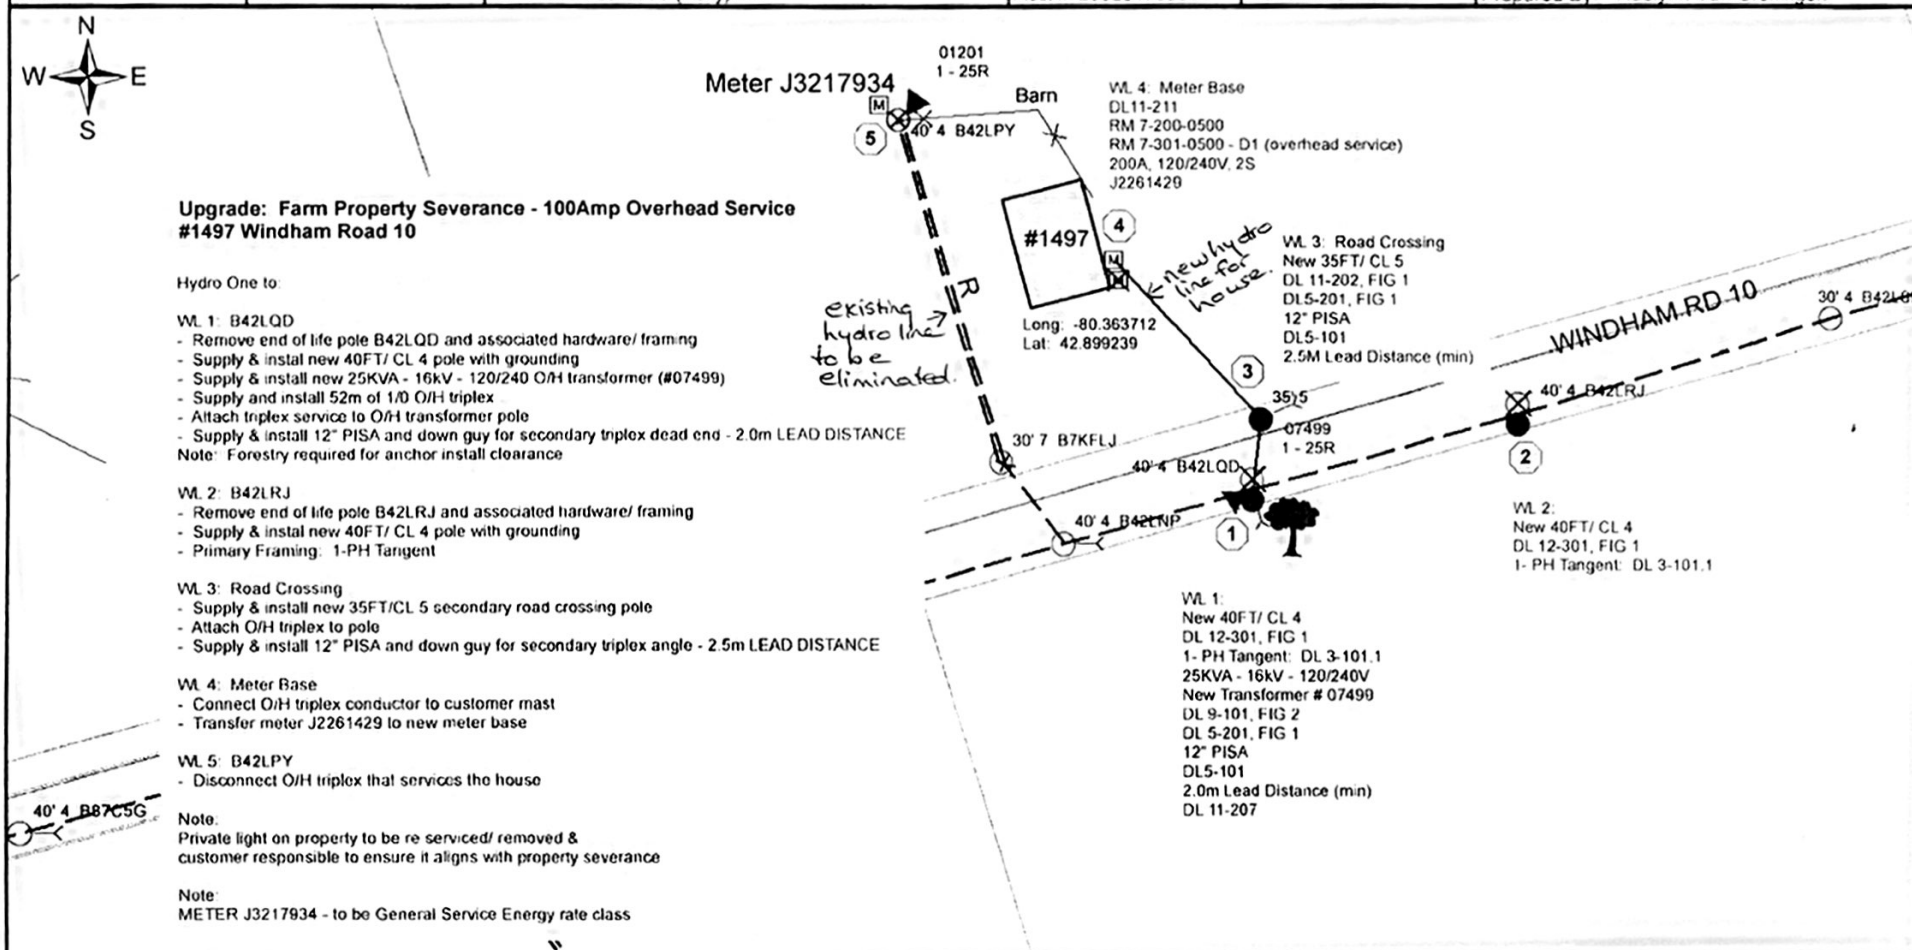 N
W E
S
Meter J3217934
01201
1 - 25R
M
5
40' 4 B42LPY
Barn
WL 4: Meter Base
DL11-211
RM 7-200-0500
RM 7-301-0500 - D1 (overhead service)
200A, 120/240V, 2S
J2261429
Upgrade: Farm Property Severance - 100Amp Overhead Service
#1497 Windham Road 10
Hydro One to:
WL 1: B42LQD
- Remove end of life pole B42LQD and associated hardware/ framing
- Supply & instal new 40FT/ CL 4 pole with grounding
- Supply & install new 25KVA - 16kV - 120/240 O/H transformer (#07499)
- Supply and install 52m of 1/0 O/H triplex
- Attach triplex service to O/H transformer pole
- Supply & install 12" PISA and down guy for secondary triplex dead end - 2.0m LEAD DISTANCE
Note: Forestry required for anchor install clearance
WL 2: B42LRJ
- Remove end of life pole B42LRJ and associated hardware/ framing
- Supply & instal new 40FT/ CL 4 pole with grounding
- Primary Framing: 1-PH Tangent
WL 3: Road Crossing
- Supply & install new 35FT/CL 5 secondary road crossing pole
- Attach O/H triplex to pole
- Supply & install 12" PISA and down guy for secondary triplex angle - 2.5m LEAD DISTANCE
WL 4: Meter Base
- Connect O/H triplex conductor to customer mast
- Transfer meter J2261429 to new meter base
WL 5: B42LPY
- Disconnect O/H triplex that services the house
Note:
Private light on property to be re serviced/ removed &
customer responsible to ensure it aligns with property severance
Note:
METER J3217934 - to be General Service Energy rate class
40' 4 B87C5G
R
existing
hydro line
to be
eliminated.
#1497
4
M
M
new hydro
line for
house.
Long: -80.363712
Lat: 42.899239
WL 3: Road Crossing
New 35FT/ CL 5
DL 11-202, FIG 1
DL5-201, FIG 1
12" PISA
DL5-101
2.5M Lead Distance (min)
3
35'5
07499
1 - 25R
30' 7 B7KFLJ
40' 4 B42LQD
40' 4 B42LNP
1
WINDHAM RD 10
40' 4 B42LRJ
2
WL 2:
New 40FT/ CL 4
DL 12-301, FIG 1
1- PH Tangent: DL 3-101.1
WL 1:
New 40FT/ CL 4
DL 12-301, FIG 1
1- PH Tangent: DL 3-101.1
25KVA - 16kV - 120/240V
New Transformer # 07499
DL 9-101, FIG 2
DL 5-201, FIG 1
12" PISA
DL5-101
2.0m Lead Distance (min)
DL 11-207
30' 4